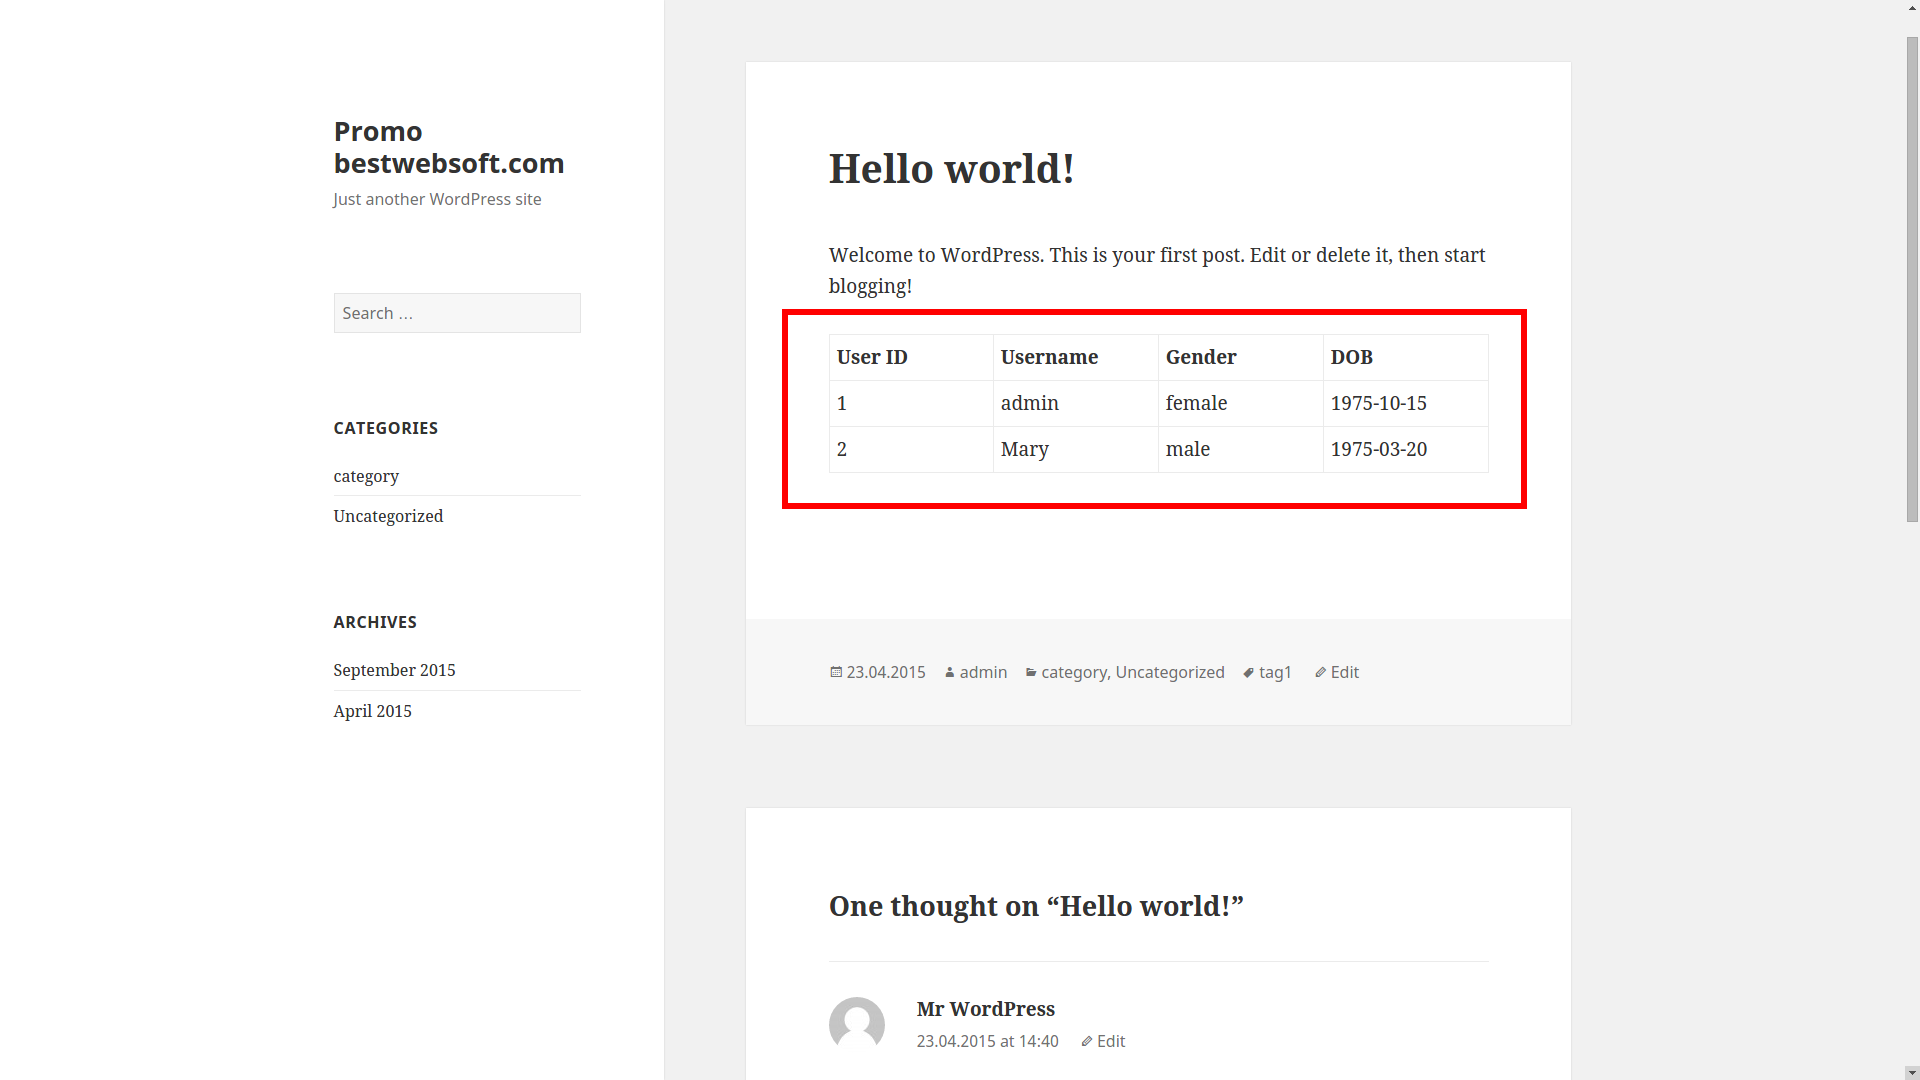 Promo
bestwebsoft.com
Just another WordPress site
Search …
CATEGORIES
category
Uncategorized
ARCHIVES
September 2015
April 2015
Hello world!
Welcome to WordPress. This is your first post. Edit or delete it, then start
blogging!
User ID Username Gender DOB
1 admin female 1975-10-15
2 Mary male 1975-03-20
23.04.2015 admin category, Uncategorized tag1 Edit
One thought on “Hello world!”
Mr WordPress
23.04.2015 at 14:40 Edit